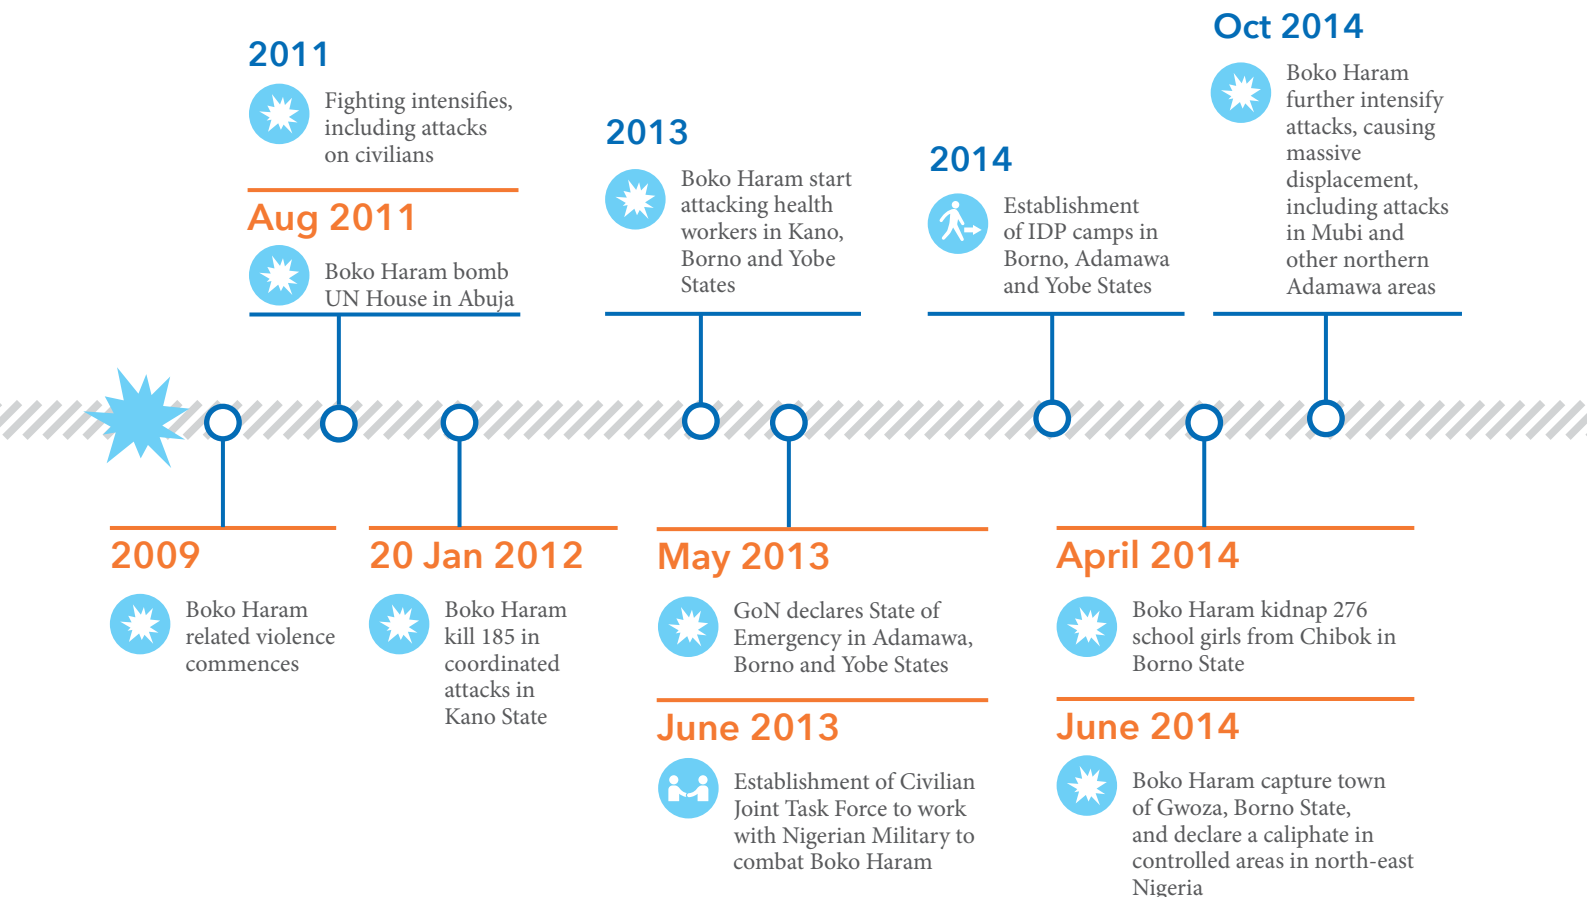 2011
Fighting intensifies,
including attacks
on civilians
Aug 2011
Boko Haram bomb
UN House in Abuja
2013
Boko Haram start
attacking health
workers in Kano,
Borno and Yobe
States
2014
Establishment
of IDP camps in
Borno, Adamawa
and Yobe States
Oct 2014
Boko Haram
further intensify
attacks, causing
massive
displacement,
including attacks
in Mubi and
other northern
Adamawa areas
2009
Boko Haram
related violence
commences
20 Jan 2012
Boko Haram
kill 185 in
coordinated
attacks in
Kano State
May 2013
GoN declares State of
Emergency in Adamawa,
Borno and Yobe States
June 2013
Establishment of Civilian
Joint Task Force to work
with Nigerian Military to
combat Boko Haram
April 2014
Boko Haram kidnap 276
school girls from Chibok in
Borno State
June 2014
Boko Haram capture town
of Gwoza, Borno State,
and declare a caliphate in
controlled areas in north-east
Nigeria